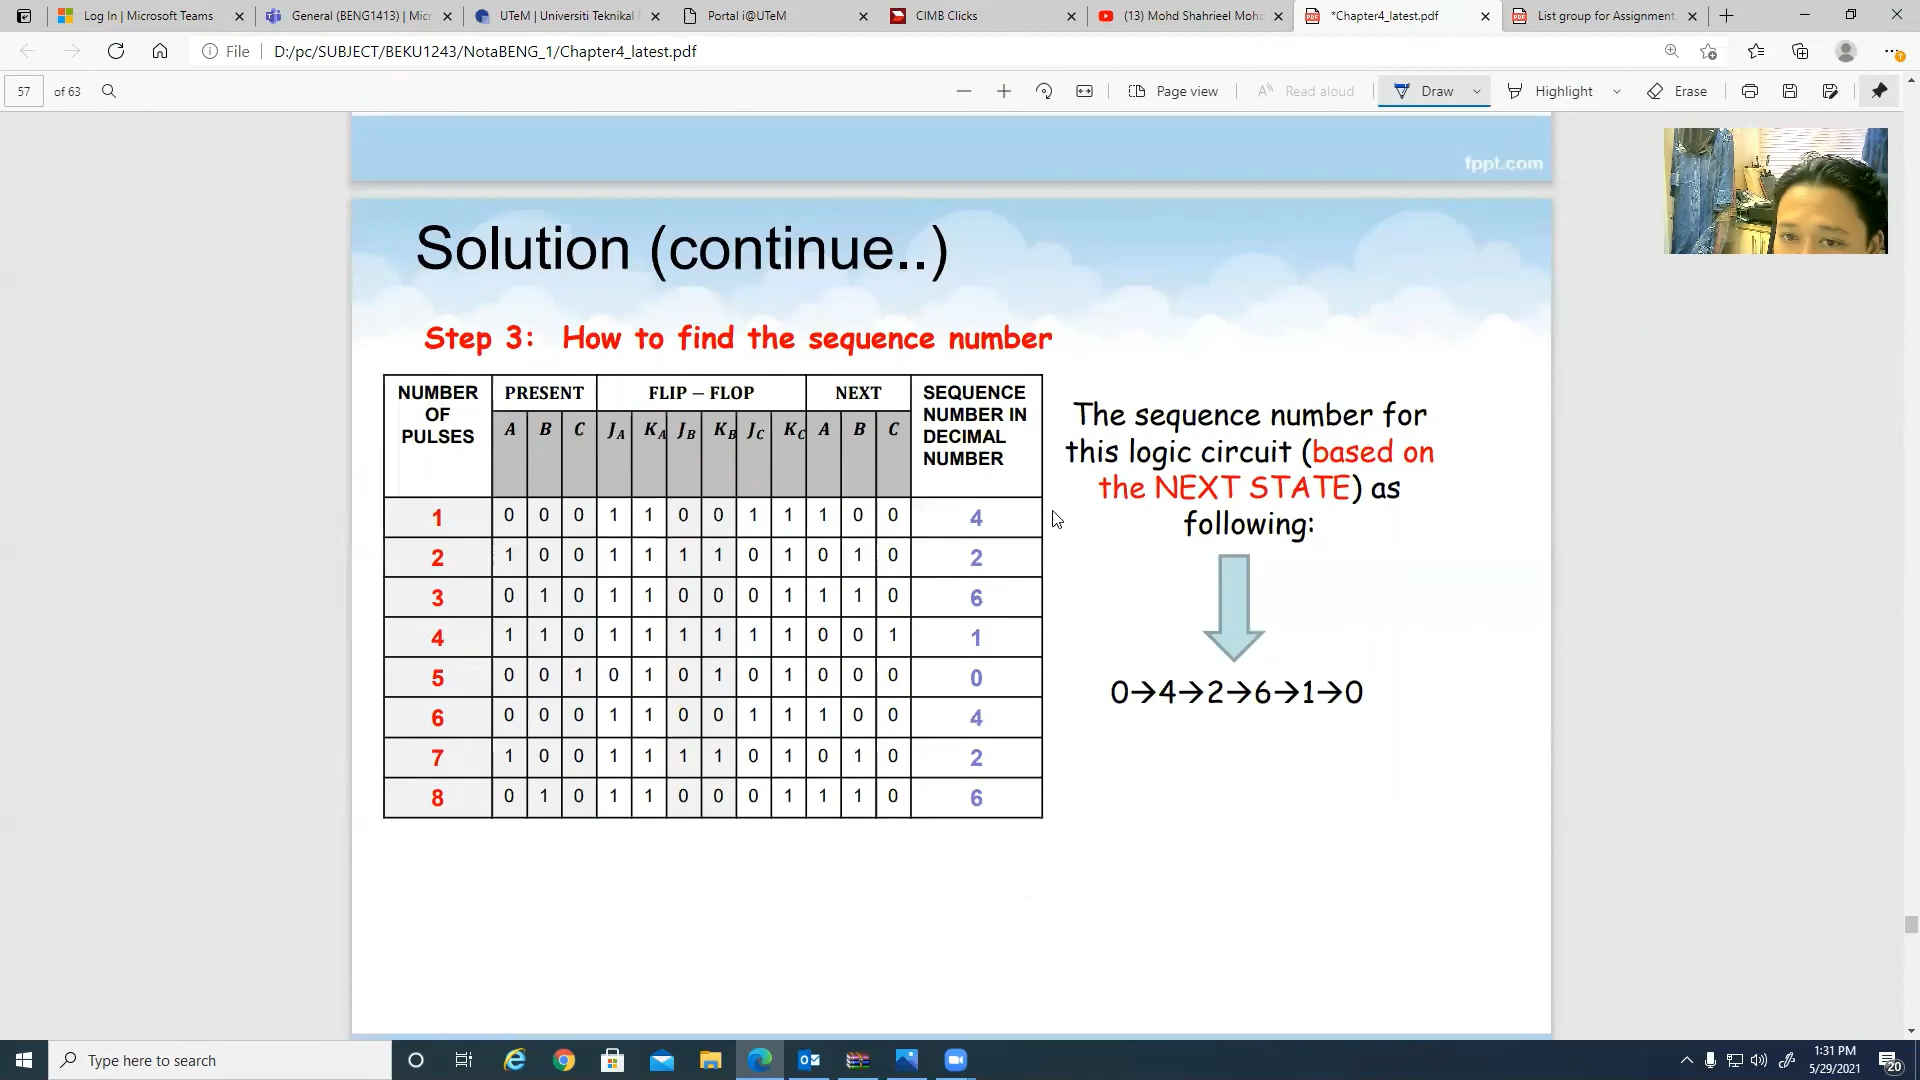 Log In | Microsoft Teams
General (BENG1413) | Mic
UTeM | Universiti Teknikal
Portal i@UTeM
CIMB Clicks
(13) Mohd Shahrieel Moh
*Chapter4_latest.pdf
List group for Assignment
File D:/pc/SUBJECT/BEKU1243/NotaBENG_1/Chapter4_latest.pdf
57 of 63 Page view Read aloud Draw Highlight Erase
fppt.com
Solution (continue..)
Step 3: How to find the sequence number
NUMBER OF PULSES PRESENT FLIP − FLOP NEXT SEQUENCE NUMBER IN DECIMAL NUMBER
A B C J_A K_A J_B K_B J_C K_C A B C
1 0 0 0 1 1 0 0 1 1 1 0 0 4
2 1 0 0 1 1 1 1 0 1 0 1 0 2
3 0 1 0 1 1 0 0 0 1 1 1 0 6
4 1 1 0 1 1 1 1 1 1 0 0 1 1
5 0 0 1 0 1 0 1 0 1 0 0 0 0
6 0 0 0 1 1 0 0 1 1 1 0 0 4
7 1 0 0 1 1 1 1 0 1 0 1 0 2
8 0 1 0 1 1 0 0 0 1 1 1 0 6
The sequence number for
this logic circuit (based on
the NEXT STATE) as
following:
0→4→2→6→1→0
Type here to search
1:31 PM
5/29/2021
20